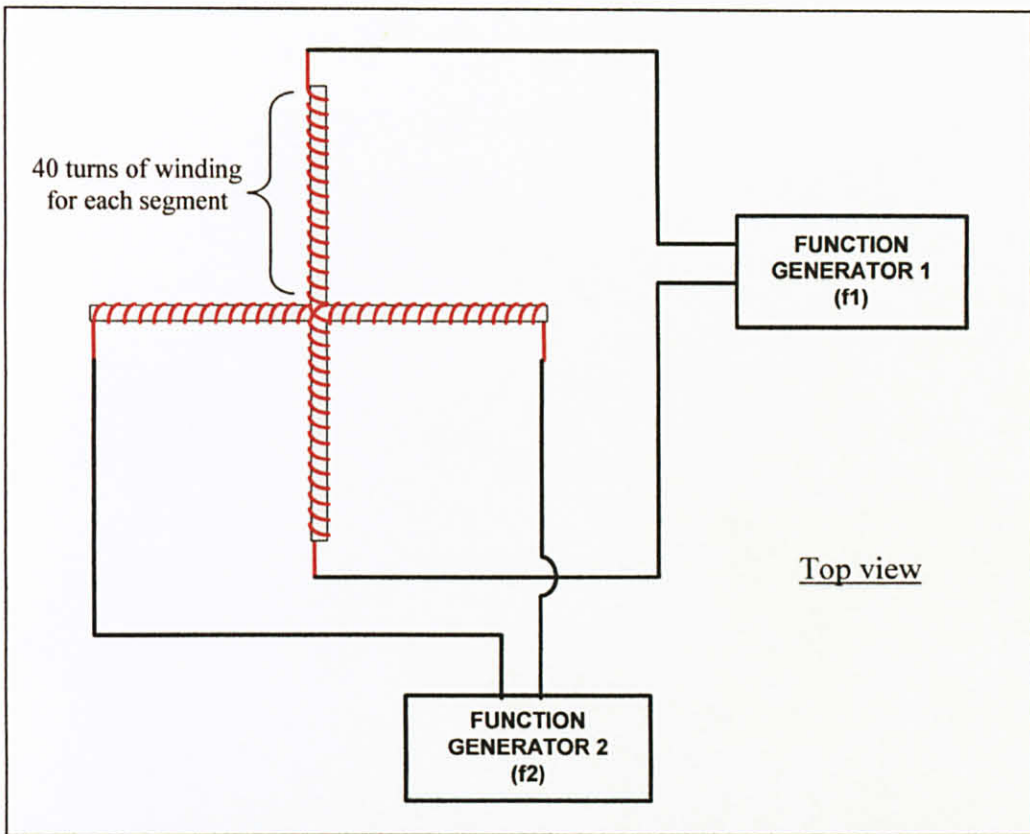 40 turns of winding
for each segment
FUNCTION
GENERATOR 1
(f1)
Top view
FUNCTION
GENERATOR 2
(f2)